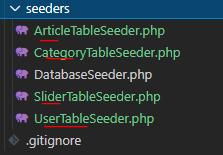 seeders
ArticleTableSeeder.php
CategoryTableSeeder.php
DatabaseSeeder.php
SliderTableSeeder.php
UserTableSeeder.php
.gitignore